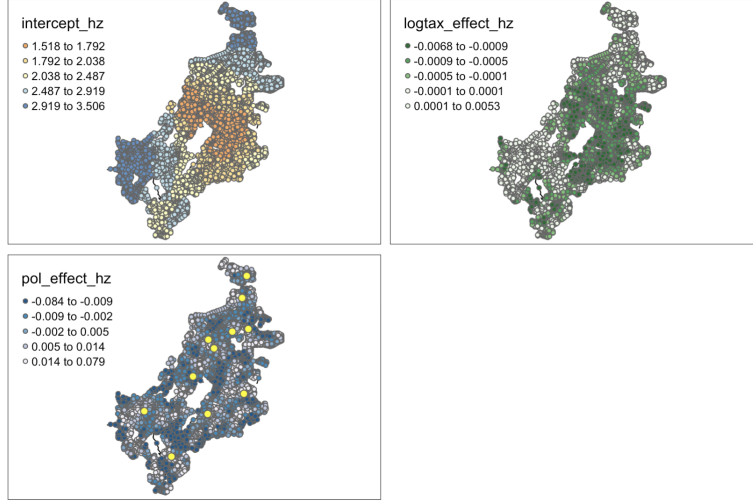 intercept_hz
1.518 to 1.792
1.792 to 2.038
2.038 to 2.487
2.487 to 2.919
2.919 to 3.506
logtax_effect_hz
-0.0068 to -0.0009
-0.0009 to -0.0005
-0.0005 to -0.0001
-0.0001 to 0.0001
0.0001 to 0.0053
pol_effect_hz
-0.084 to -0.009
-0.009 to -0.002
-0.002 to 0.005
0.005 to 0.014
0.014 to 0.079